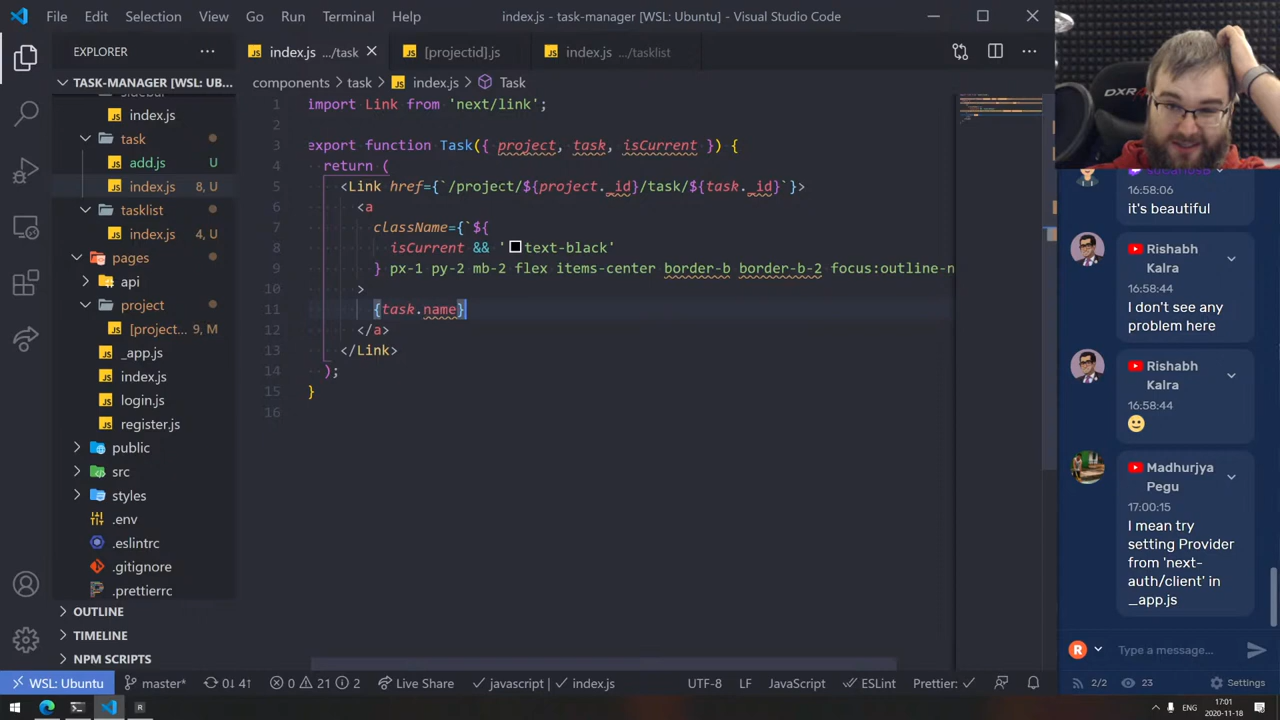 File Edit Selection View Go Run Terminal Help
index.js - task-manager [WSL: Ubuntu] - Visual Studio Code
EXPLORER
TASK-MANAGER [WSL: UB...
index.js
task
add.js U
index.js 8, U
tasklist
index.js 4, U
pages
api
project
[project... 9, M
_app.js
index.js
login.js
register.js
public
src
styles
.env
.eslintrc
.gitignore
.prettierrc
OUTLINE
TIMELINE
NPM SCRIPTS
index.js .../task
[projectid].js
index.js .../tasklist
components task index.js Task
1 import Link from 'next/link';
2
3 export function Task({ project, task, isCurrent }) {
4 return (
5 <Link href={`/project/${project._id}/task/${task._id}`}>
6 <a
7 className={`${
8 isCurrent && 'text-black'
9 } px-1 py-2 mb-2 flex items-center border-b border-b-2 focus:outline-n
10 >
11 {task.name}
12 </a>
13 </Link>
14 );
15 }
16
DXR
16:58:06
it's beautiful
Rishabh
Kalra
16:58:44
I don't see any
problem here
Rishabh
Kalra
16:58:44
Madhurjya
Pegu
17:00:15
I mean try
setting Provider
from 'next-
auth/client' in
_app.js
R
Type a message...
2/2 23 Settings
WSL: Ubuntu master* 0↓ 4↑ 0 21 2 Live Share javascript | index.js UTF-8 LF JavaScript ESLint Prettier:
ENG
17:01
2020-11-18